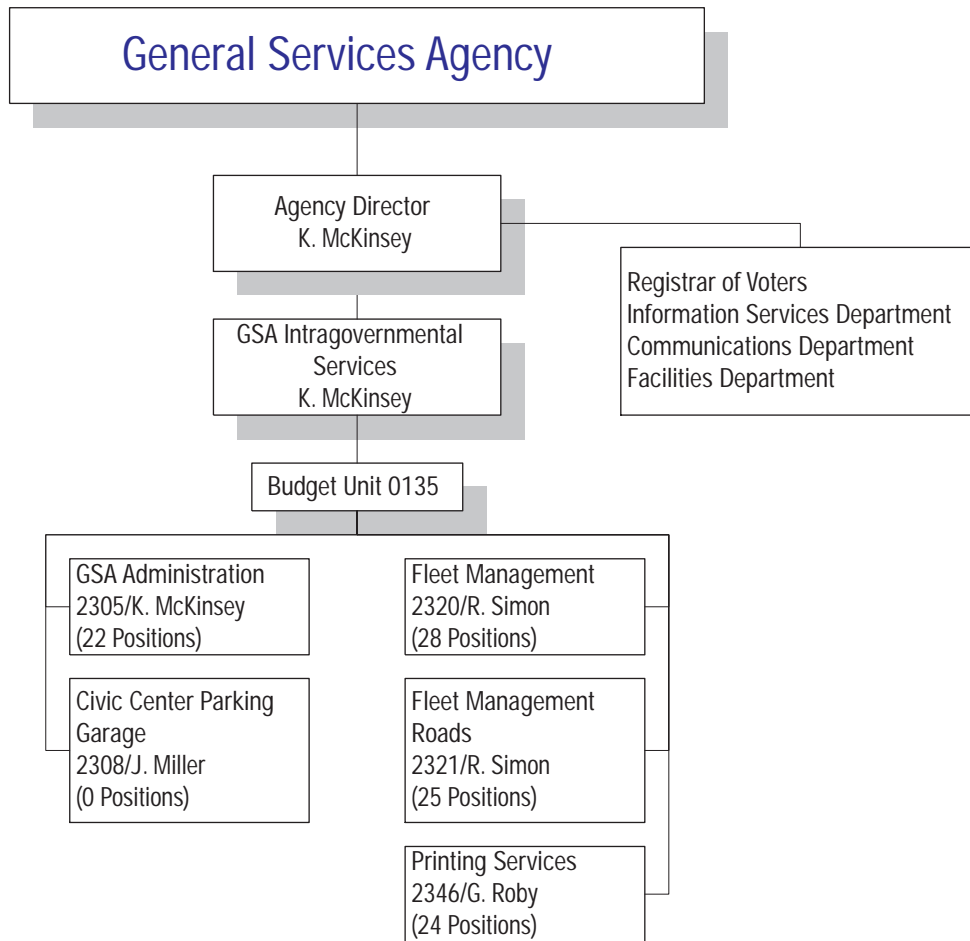 General Services Agency
Agency Director
K. McKinsey
Registrar of Voters
Information Services Department
Communications Department
Facilities Department
GSA Intragovernmental
Services
K. McKinsey
Budget Unit 0135
GSA Administration
2305/K. McKinsey
(22 Positions)
Civic Center Parking
Garage
2308/J. Miller
(0 Positions)
Fleet Management
2320/R. Simon
(28 Positions)
Fleet Management
Roads
2321/R. Simon
(25 Positions)
Printing Services
2346/G. Roby
(24 Positions)